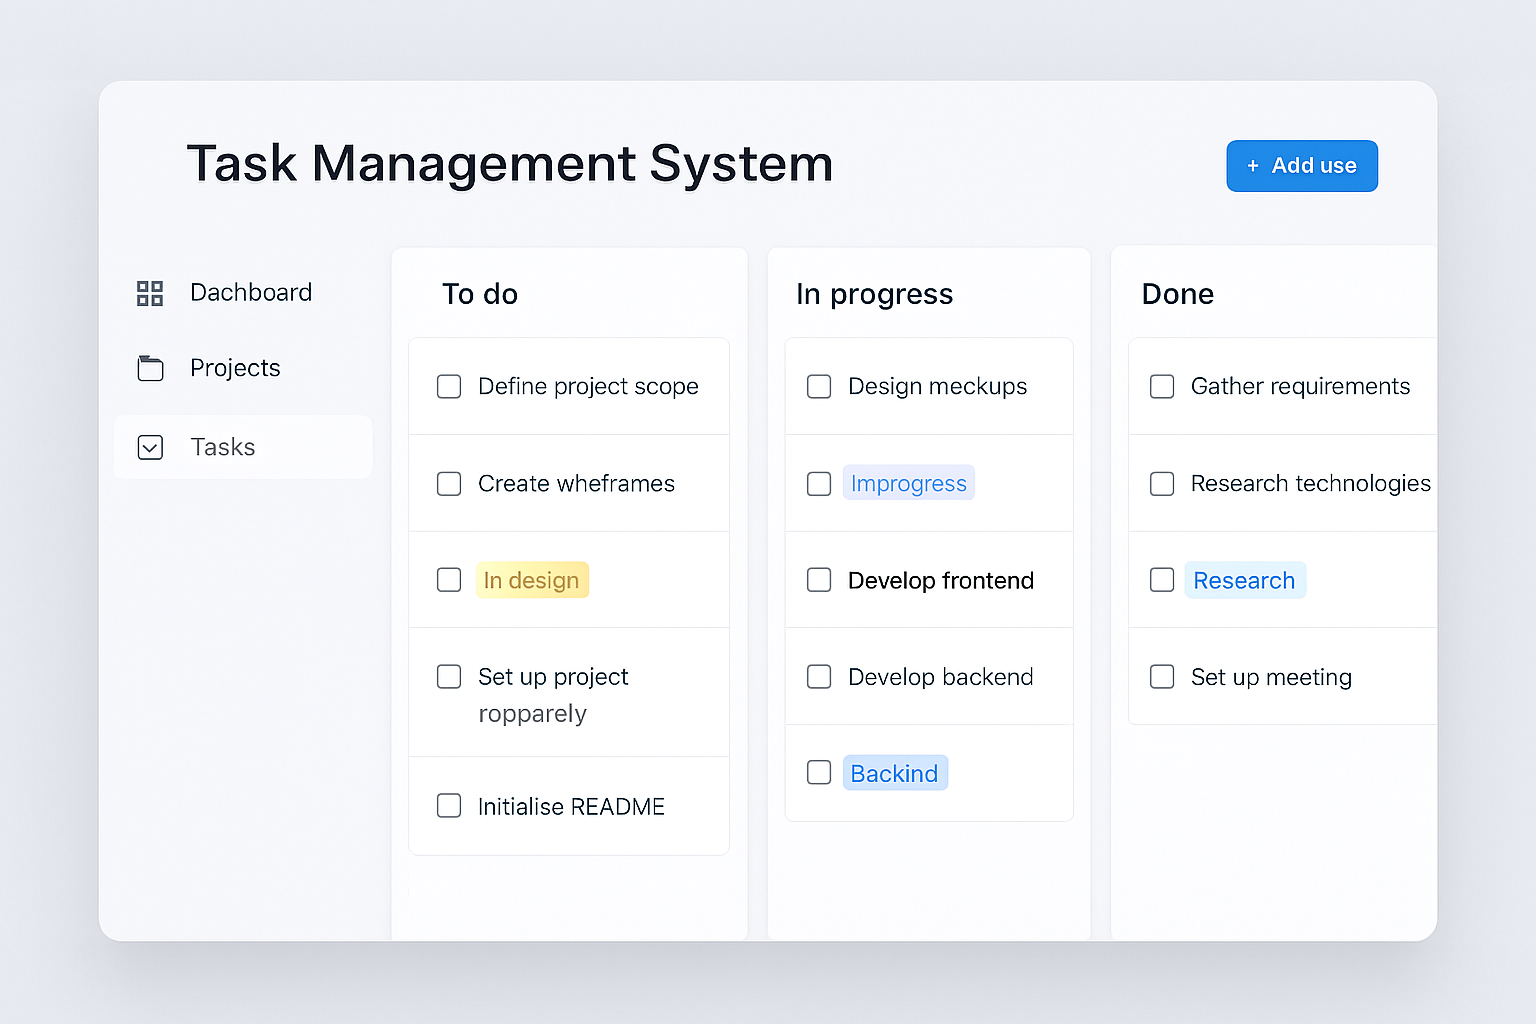 Task Management System
+ Add use
Dachboard
Projects
Tasks
To do
Define project scope
Create wheframes
In design
Set up project
ropparely
Initialise README
In progress
Design meckups
Improgress
Develop frontend
Develop backend
Backind
Done
Gather requirements
Research technologies
Research
Set up meeting